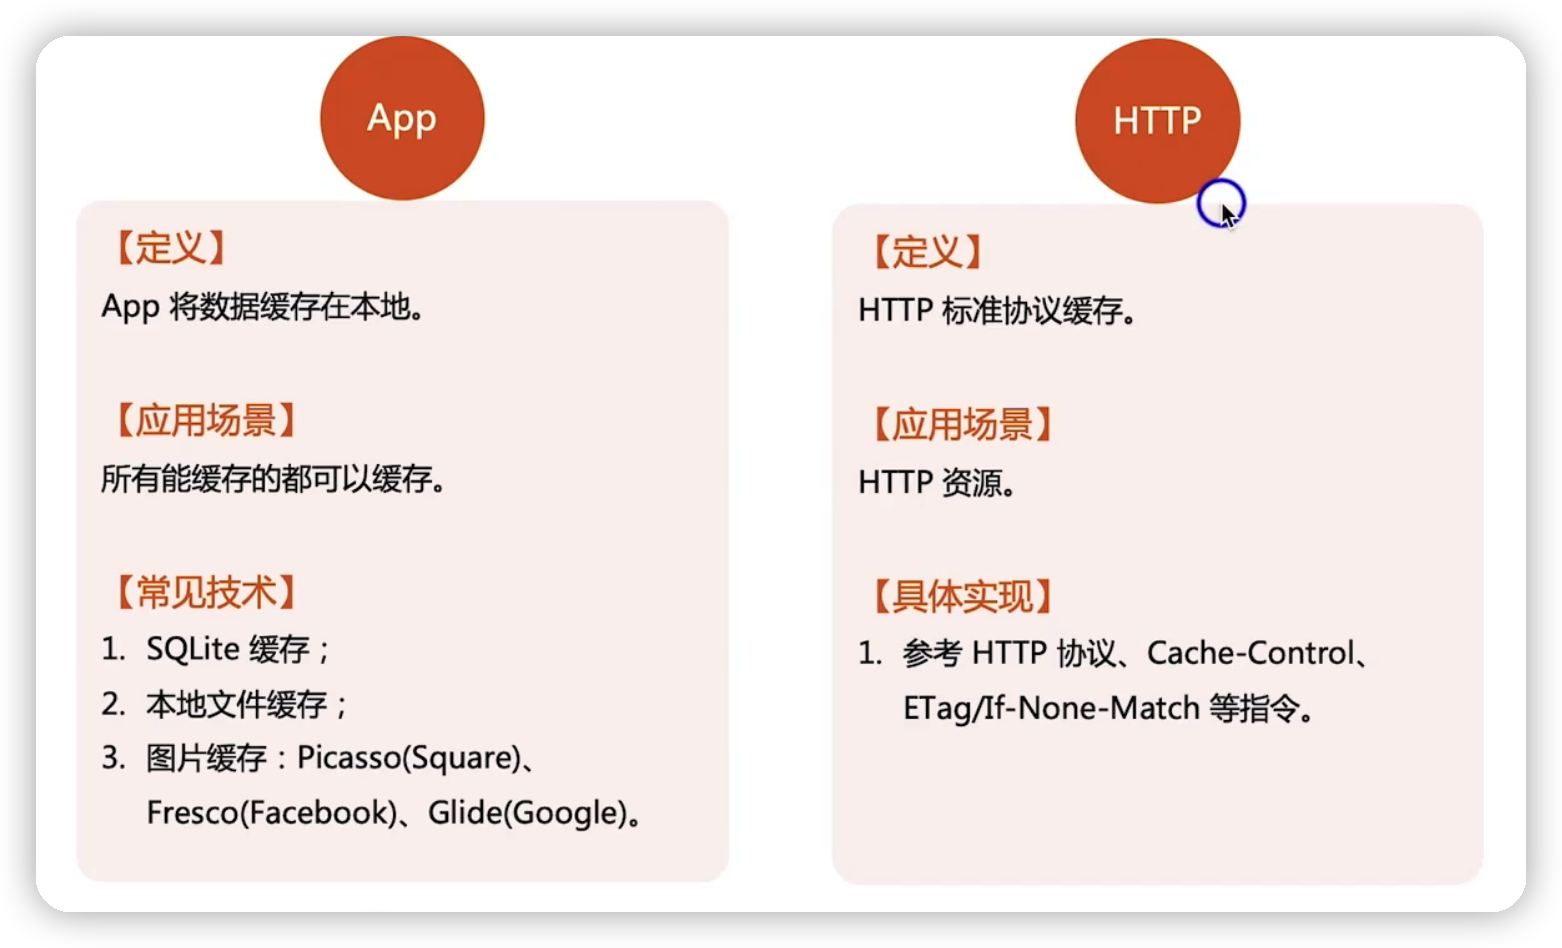 App
【定义】
App 将数据缓存在本地。
【应用场景】
所有能缓存的都可以缓存。
【常见技术】
1. SQLite 缓存；
2. 本地文件缓存；
3. 图片缓存：Picasso(Square)、
Fresco(Facebook)、Glide(Google)。
HTTP
【定义】
HTTP 标准协议缓存。
【应用场景】
HTTP 资源。
【具体实现】
1. 参考 HTTP 协议、Cache-Control、
ETag/If-None-Match 等指令。